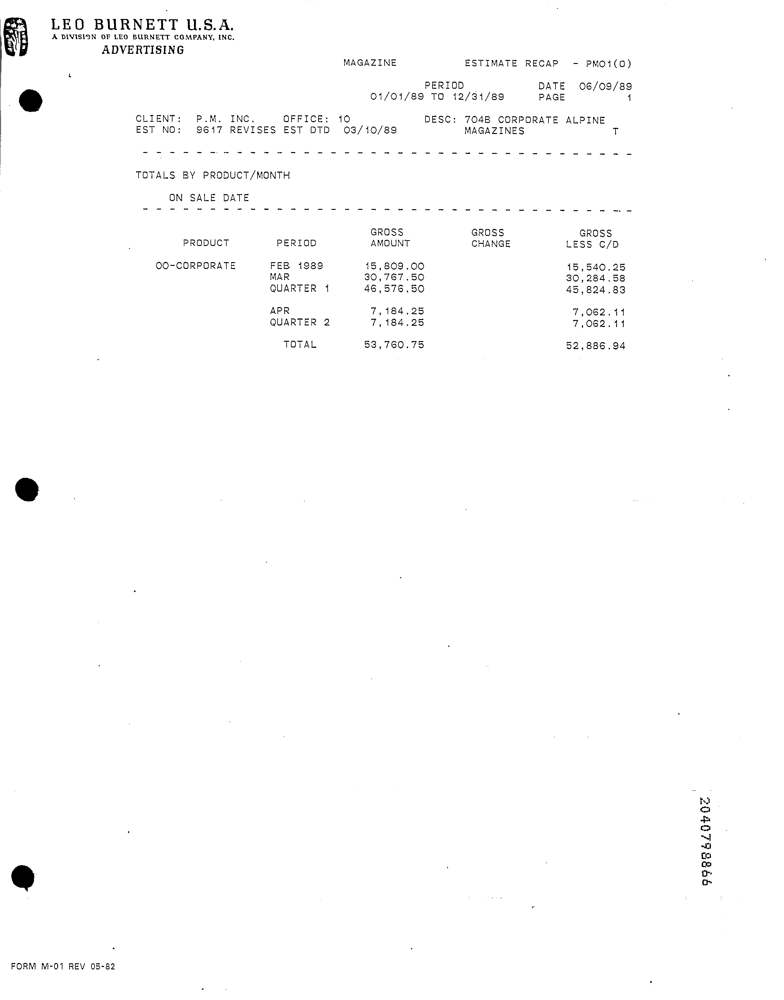 LEO BURNETT U.S.A.
A DIVISION OF LEO BURNETT COMPANY, INC.
ADVERTISING
MAGAZINE ESTIMATE RECAP - PM01(0)
PERIOD DATE 06/09/89
01/01/89 TO 12/31/89 PAGE 1
CLIENT: P.M. INC. OFFICE: 10 DESC: 704B CORPORATE ALPINE
EST NO: 9617 REVISES EST DTD 03/10/89 MAGAZINES T
TOTALS BY PRODUCT/MONTH
ON SALE DATE
GROSS GROSS GROSS
PRODUCT PERIOD AMOUNT CHANGE LESS C/D
00-CORPORATE FEB 1989 15,809.00 15,540.25
MAR 30,767.50 30,284.58
QUARTER 1 46,576.50 45,824.83
APR 7,184.25 7,062.11
QUARTER 2 7,184.25 7,062.11
TOTAL 53,760.75 52,886.94
2040798866
FORM M-01 REV 05-82